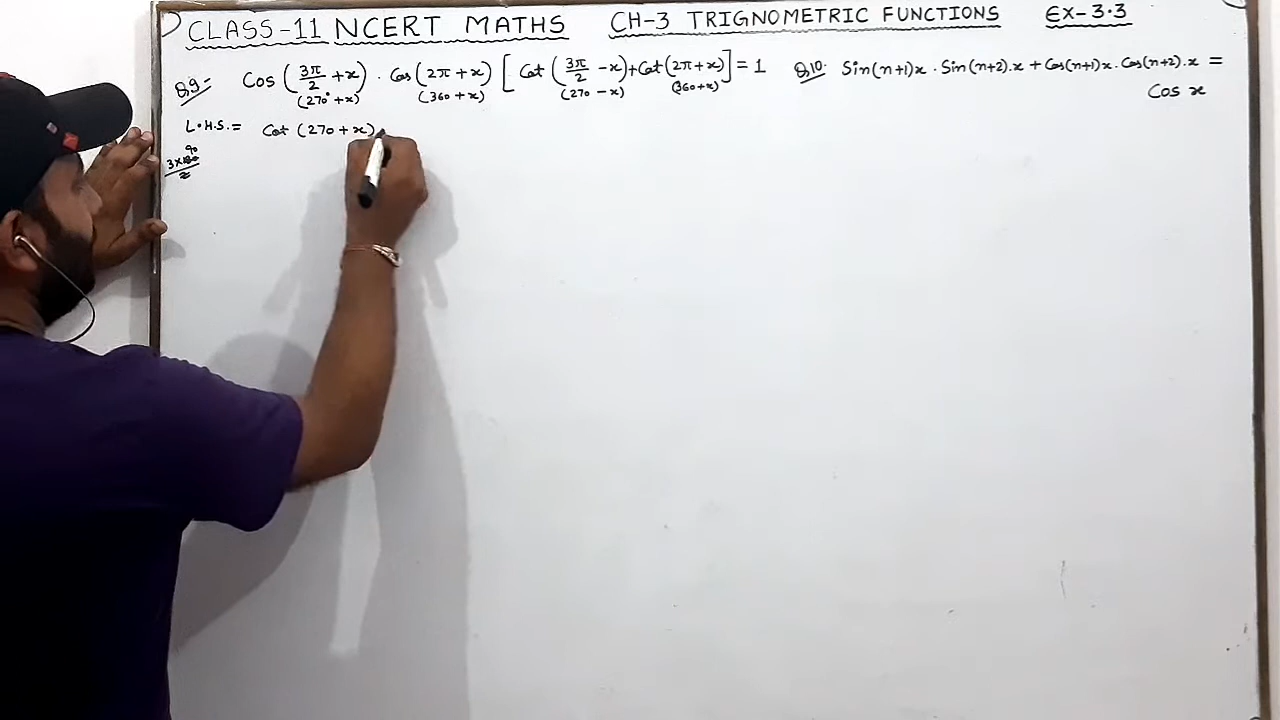 CLASS-11 NCERT MATHS CH-3 TRIGNOMETRIC FUNCTIONS EX-3.3
Q.9- Cos (3π/2 + x) . Cos (2π + x) [ Cot (3π/2 - x) + Cot (2π + x) ] = 1
(270° + x) (360 + x) (270 - x) (360 + x)
Q.10. Sin(n+1)x . Sin(n+2).x + Cos(n+1)x . Cos(n+2).x =
Cos x
L.H.S. = Cot (270 + x)
90
3×180/2